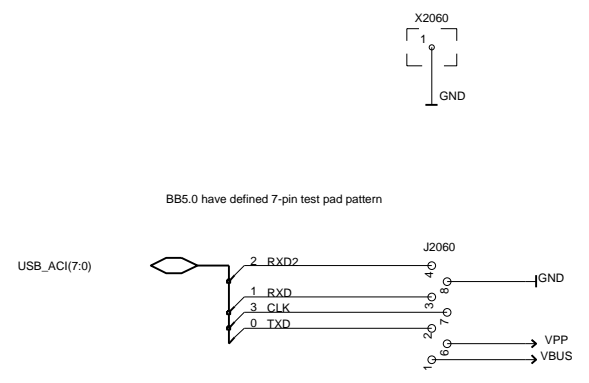 X2060
1
GND
BB5.0 have defined 7-pin test pad pattern
J2060
USB_ACI(7:0)
2 RXD2
4
GND
8
1 RXD
3
3 CLK
7
0 TXD
2
VPP
6
VBUS
1